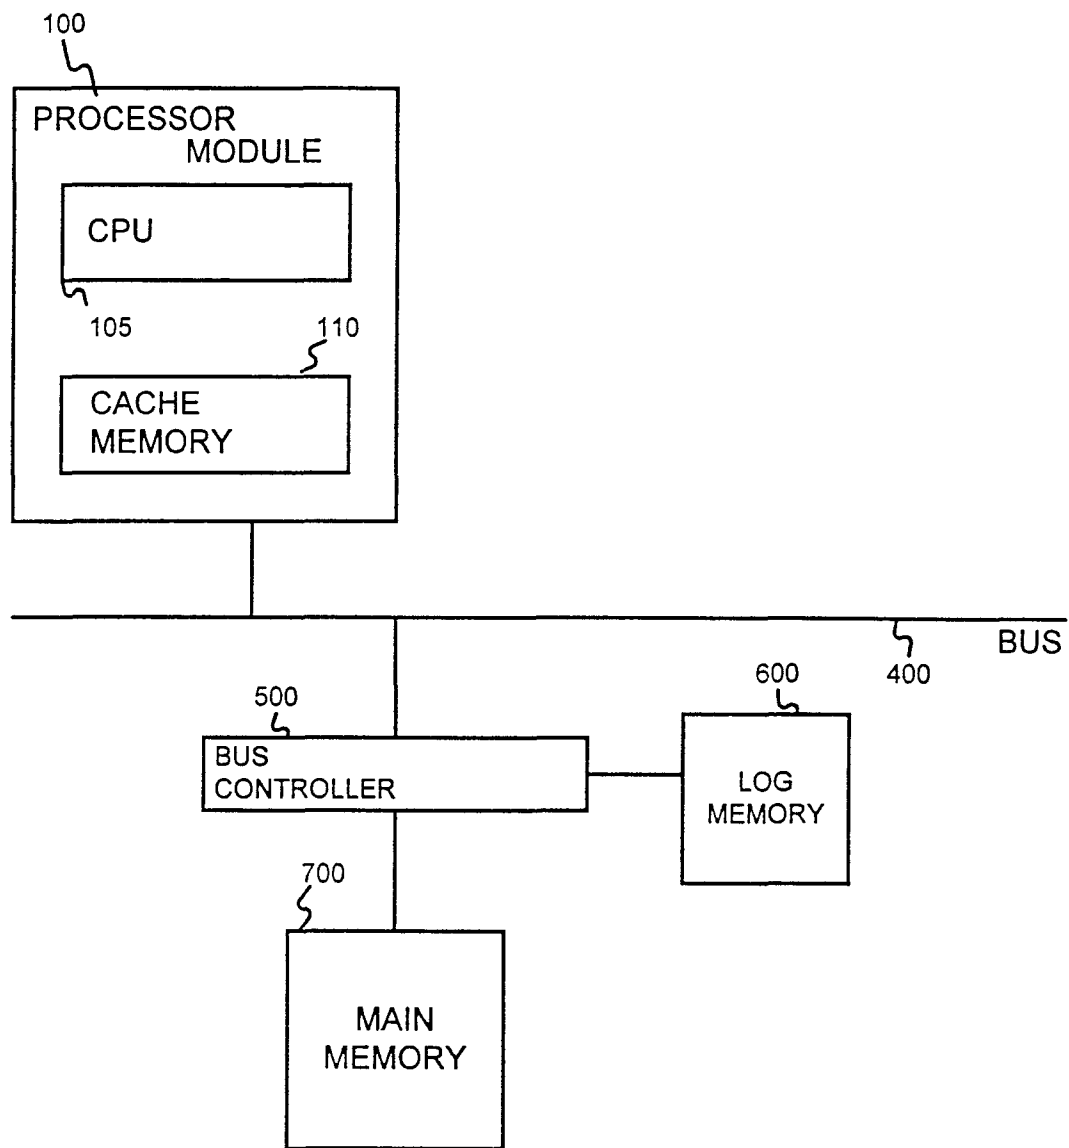 100
PROCESSOR
MODULE
CPU
105
110
CACHE
MEMORY
BUS
400
500
600
BUS
CONTROLLER
LOG
MEMORY
700
MAIN
MEMORY